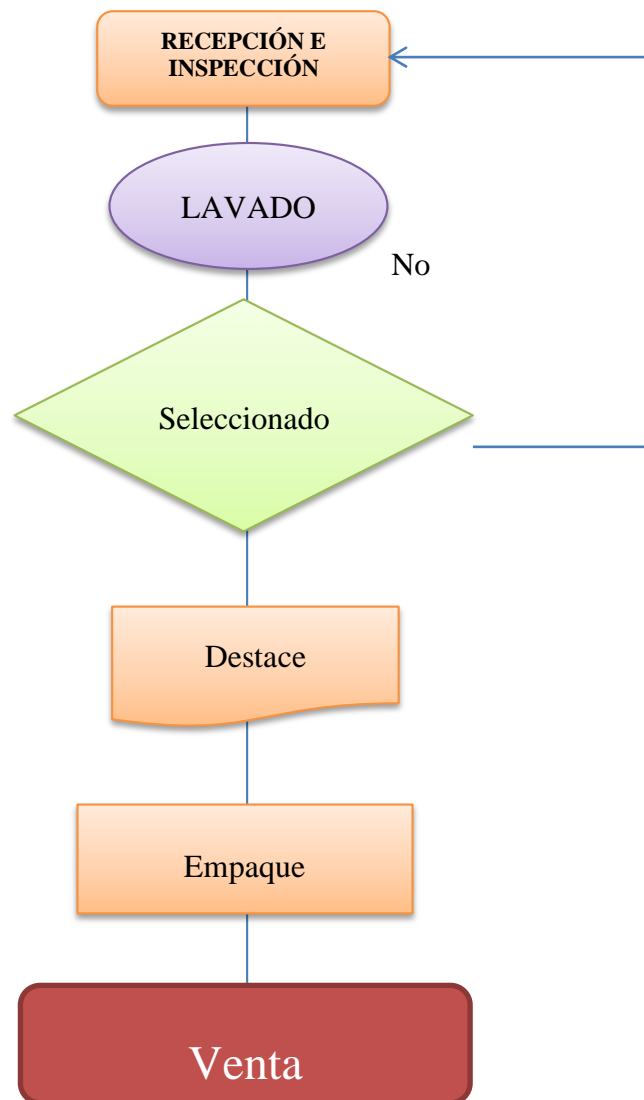 RECEPCIÓN E
INSPECCIÓN
LAVADO
No
Seleccionado
Destace
Empaque
Venta